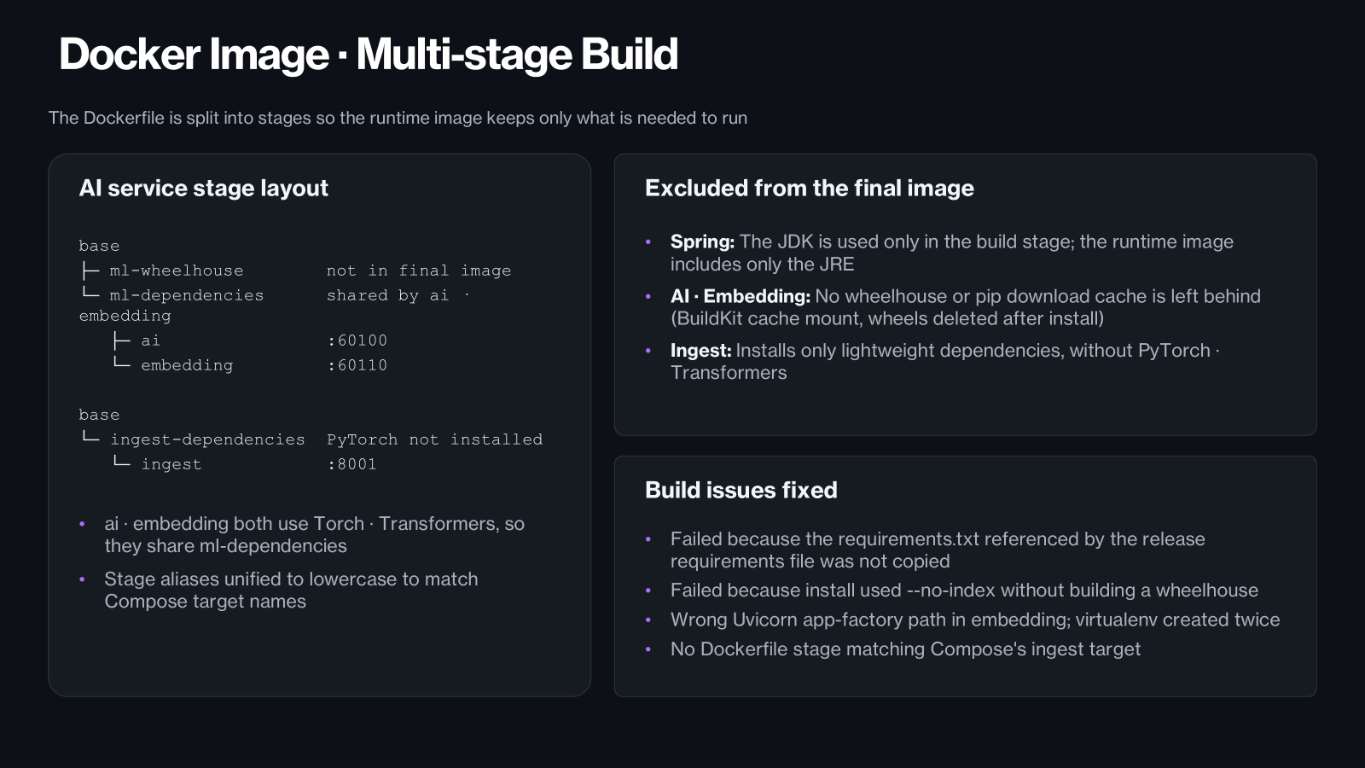 Docker Image · Multi-stage Build
The Dockerfile is split into stages so the runtime image keeps only what is needed to run
AI service stage layout
base
├─ ml-wheelhouse        not in final image
└─ ml-dependencies      shared by ai ·
embedding
   ├─ ai                :60100
   └─ embedding         :60110
base
└─ ingest-dependencies  PyTorch not installed
   └─ ingest            :8001
• ai · embedding both use Torch · Transformers, so
they share ml-dependencies
• Stage aliases unified to lowercase to match
Compose target names
Excluded from the final image
• Spring: The JDK is used only in the build stage; the runtime image
includes only the JRE
• AI · Embedding: No wheelhouse or pip download cache is left behind
(BuildKit cache mount, wheels deleted after install)
• Ingest: Installs only lightweight dependencies, without PyTorch ·
Transformers
Build issues fixed
• Failed because the requirements.txt referenced by the release
requirements file was not copied
• Failed because install used --no-index without building a wheelhouse
• Wrong Uvicorn app-factory path in embedding; virtualenv created twice
• No Dockerfile stage matching Compose's ingest target